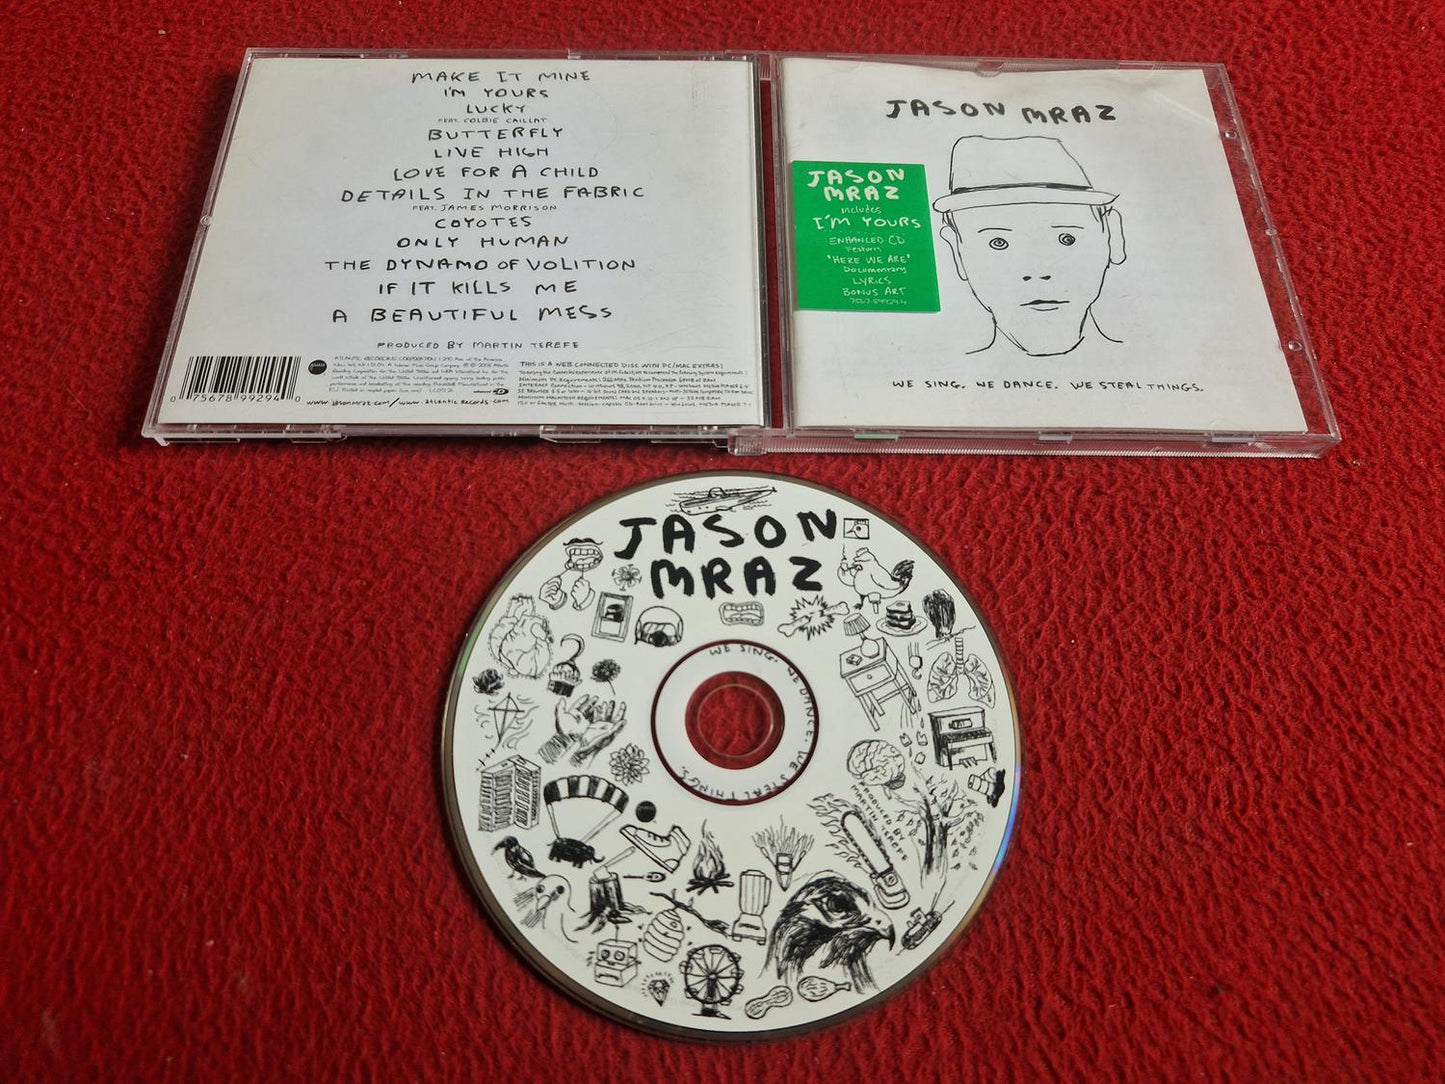 MAKE IT MINE
I'M YOURS
LUCKY
FEAT. COLBIE CAILLAT
BUTTERFLY
LIVE HIGH
LOVE FOR A CHILD
DETAILS IN THE FABRIC
FEAT. JAMES MORRISON
COYOTES
ONLY HUMAN
THE DYNAMO OF VOLITION
IF IT KILLS ME
A BEAUTIFUL MESS
PRODUCED BY MARTIN TEREFE
THIS IS A WEB CONNECTED DISC WITH PC/MAC EXTRAS!
0 75678 99294 0
www.jasonmraz.com/www.atlantic records.com
JASON MRAZ
JASON
MRAZ
includes
I'M YOURS
ENHANCED CD
Features
'HERE WE ARE'
Documentary
LYRICS
BONUS ART
WE SING. WE DANCE. WE STEAL THINGS.
JASON
MRAZ
WE SING. WE DANCE. WE STEAL THINGS.
PRODUCED BY
MARTIN TEREFE